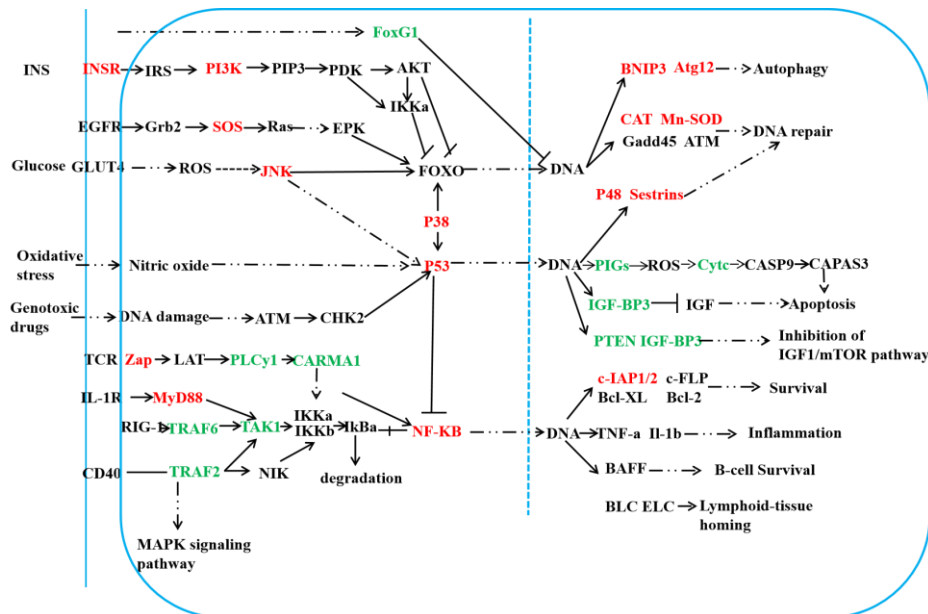 FoxG1
INS INSR IRS PI3K PIP3 PDK AKT
IKKa
BNIP3 Atg12 Autophagy
EGFR Grb2 SOS Ras EPK
CAT Mn-SOD
Gadd45 ATM DNA repair
Glucose GLUT4 ROS JNK FOXO DNA
P48 Sestrins
P38
Oxidative
stress
Nitric oxide P53 DNA PIGs ROS Cytc CASP9 CAPAS3
Genotoxic
drugs
DNA damage ATM CHK2
IGF-BP3 IGF Apoptosis
PTEN IGF-BP3 Inhibition of
IGF1/mTOR pathway
TCR Zap LAT PLCy1 CARMA1
IL-1R MyD88
c-IAP1/2 c-FLP
Bcl-XL Bcl-2 Survival
RIG-1 TRAF6 TAK1 IKKa
IKKb
IkBa NF-KB DNA TNF-a Il-1b Inflammation
CD40 TRAF2 NIK degradation
BAFF B-cell Survival
BLC ELC Lymphoid-tissue
homing
MAPK signaling
pathway